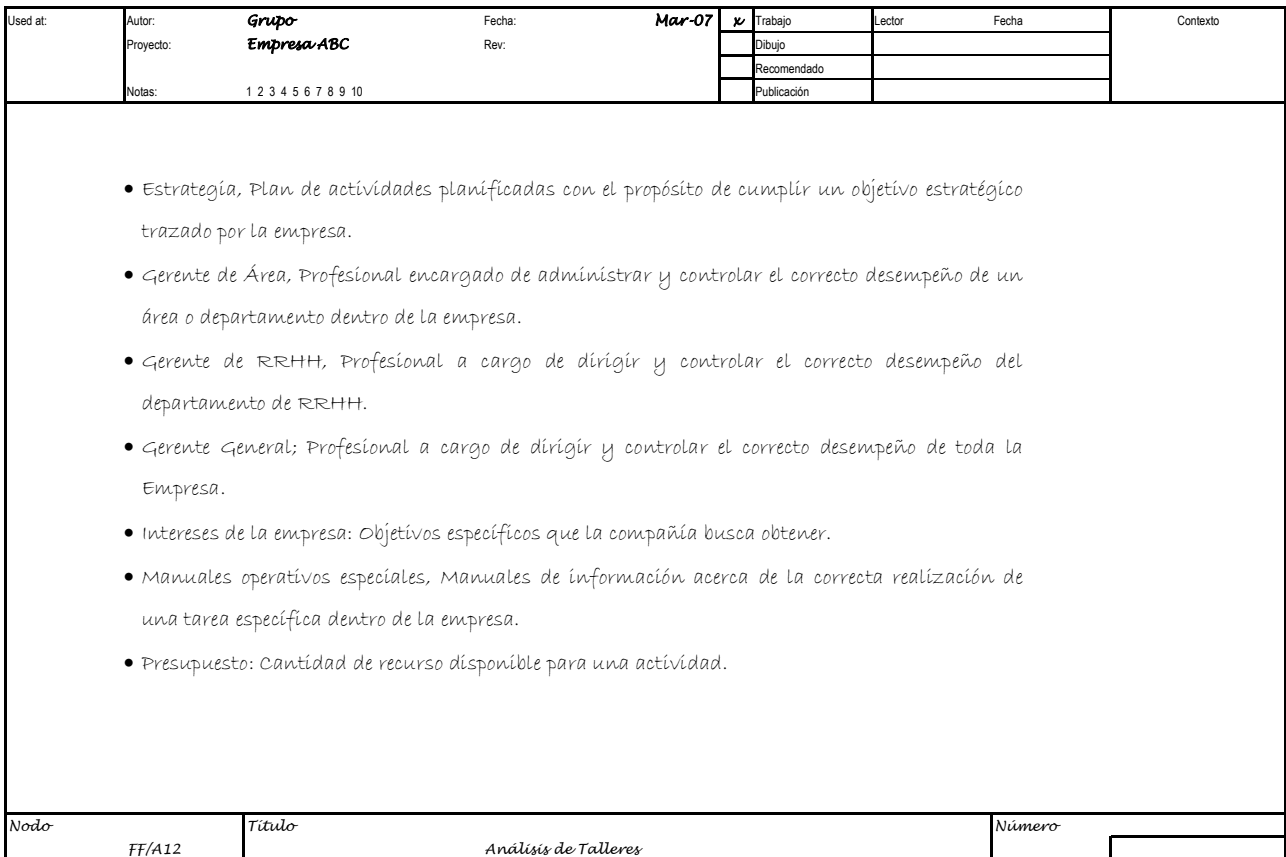 Used at: Autor: Grupo Fecha: Mar-07 x Trabajo Lector Fecha Contexto
Proyecto: Empresa ABC Rev: Dibujo
Recomendado
Notas: 1 2 3 4 5 6 7 8 9 10 Publicación
• Estrategia, Plan de actividades planificadas con el propósito de cumplir un objetivo estratégico
trazado por la empresa.
• Gerente de Área, Profesional encargado de administrar y controlar el correcto desempeño de un
área o departamento dentro de la empresa.
• Gerente de RRHH, Profesional a cargo de dirigir y controlar el correcto desempeño del
departamento de RRHH.
• Gerente General; Profesional a cargo de dirigir y controlar el correcto desempeño de toda la
Empresa.
• Intereses de la empresa: Objetivos específicos que la compañía busca obtener.
• Manuales operativos especiales, Manuales de información acerca de la correcta realización de
una tarea específica dentro de la empresa.
• Presupuesto: Cantidad de recurso disponible para una actividad.
Nodo Título Número
FF/A12 Análisis de Talleres